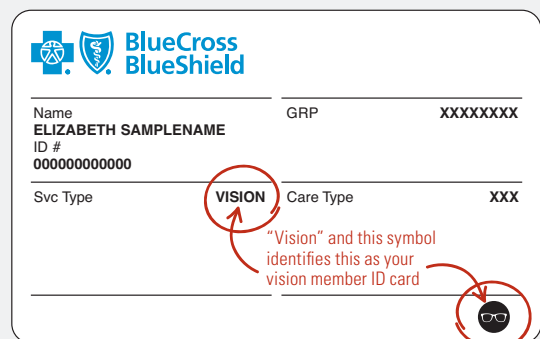 BlueCross
BlueShield
Name
ELIZABETH SAMPLENAME
ID #
000000000000
GRP XXXXXXXX
Svc Type VISION
Care Type XXX
"Vision" and this symbol
identifies this as your
vision member ID card